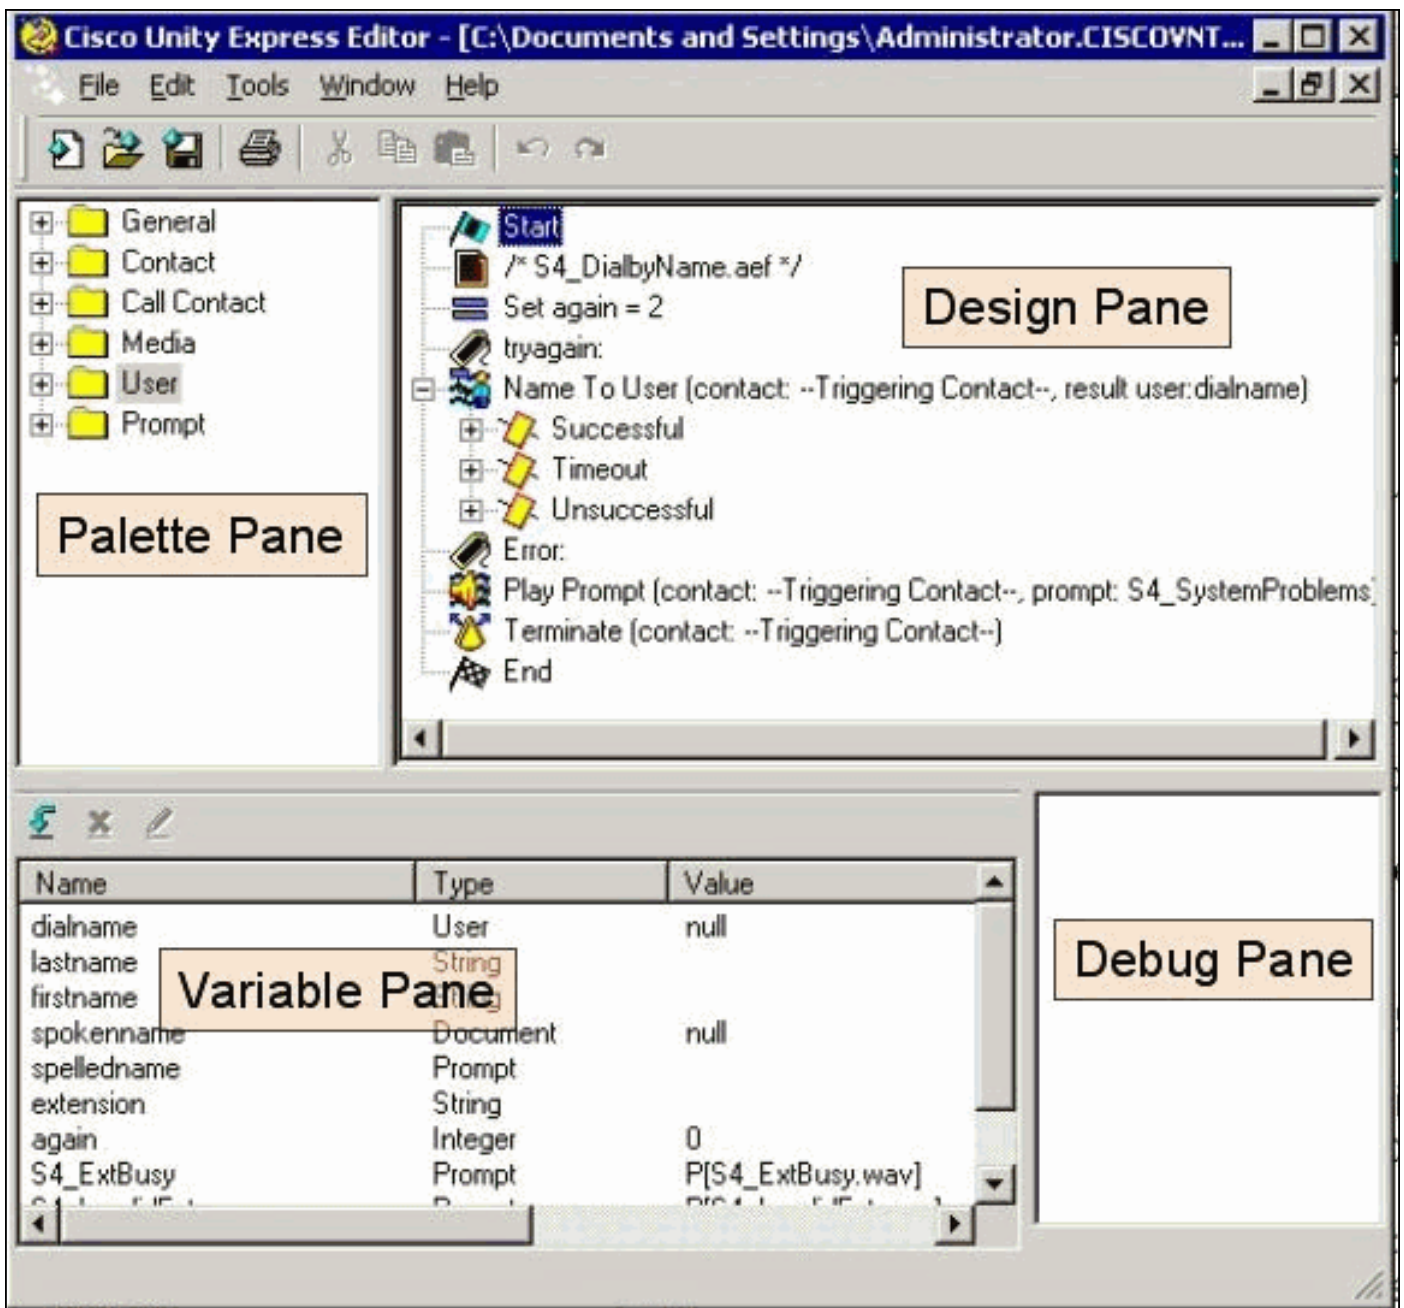 Cisco Unity Express Editor - [C:\Documents and Settings\Administrator.CISCOVNT...
File Edit Tools Window Help
General
Contact
Call Contact
Media
User
Prompt
Palette Pane
Start
/* S4_DialbyName.aef */
Set again = 2
tryagain:
Name To User (contact: --Triggering Contact--, result user:dialname)
Successful
Timeout
Unsuccessful
Error:
Play Prompt (contact: --Triggering Contact--, prompt: S4_SystemProblems)
Terminate (contact: --Triggering Contact--)
End
Design Pane
Name Type Value
dialname User null
lastname String
firstname String
spokenname Document null
spelledname Prompt
extension String
again Integer 0
S4_ExtBusy Prompt P[S4_ExtBusy.wav]
Variable Pane
Debug Pane